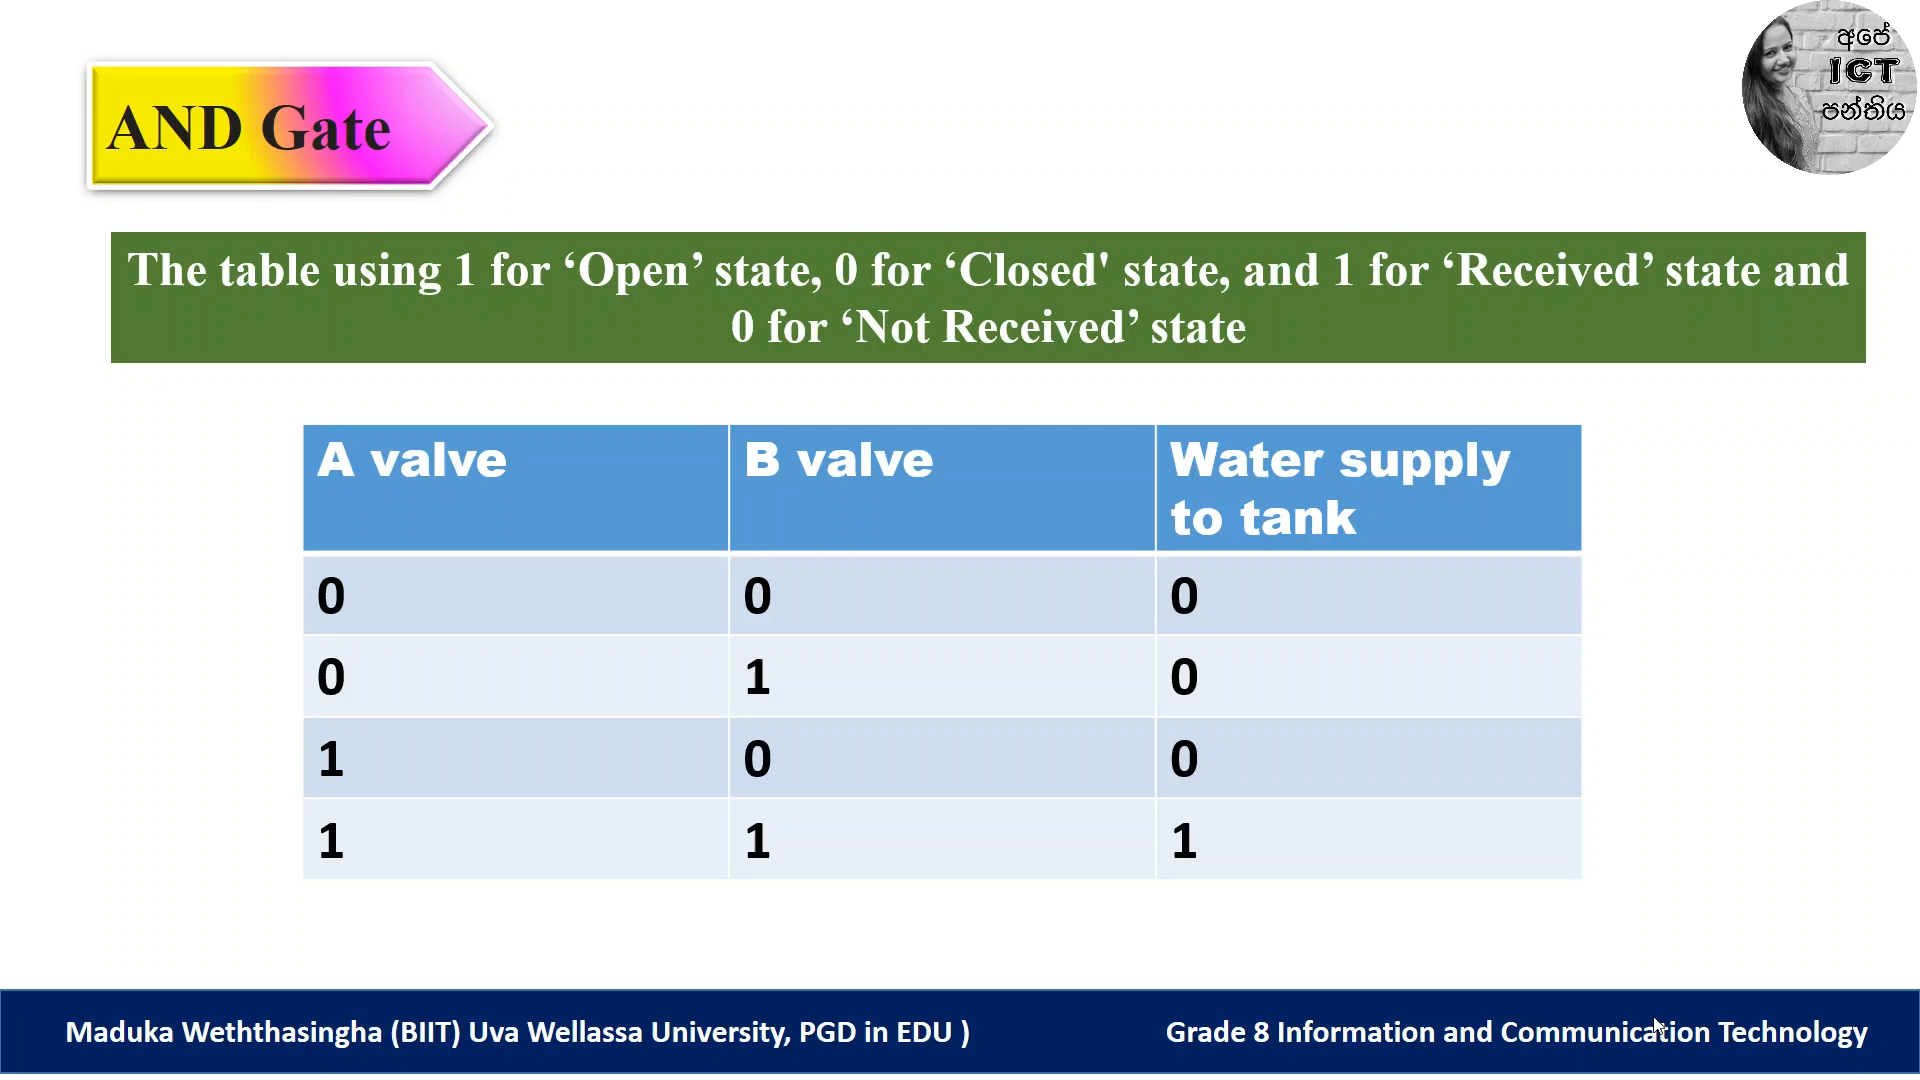 අපේ
ICT
පන්තිය
AND Gate
The table using 1 for ‘Open’ state, 0 for ‘Closed' state, and 1 for ‘Received’ state and
0 for ‘Not Received’ state
A valve B valve Water supply
to tank
0 0 0
0 1 0
1 0 0
1 1 1
Maduka Weththasingha (BIIT) Uva Wellassa University, PGD in EDU ) Grade 8 Information and Communication Technology